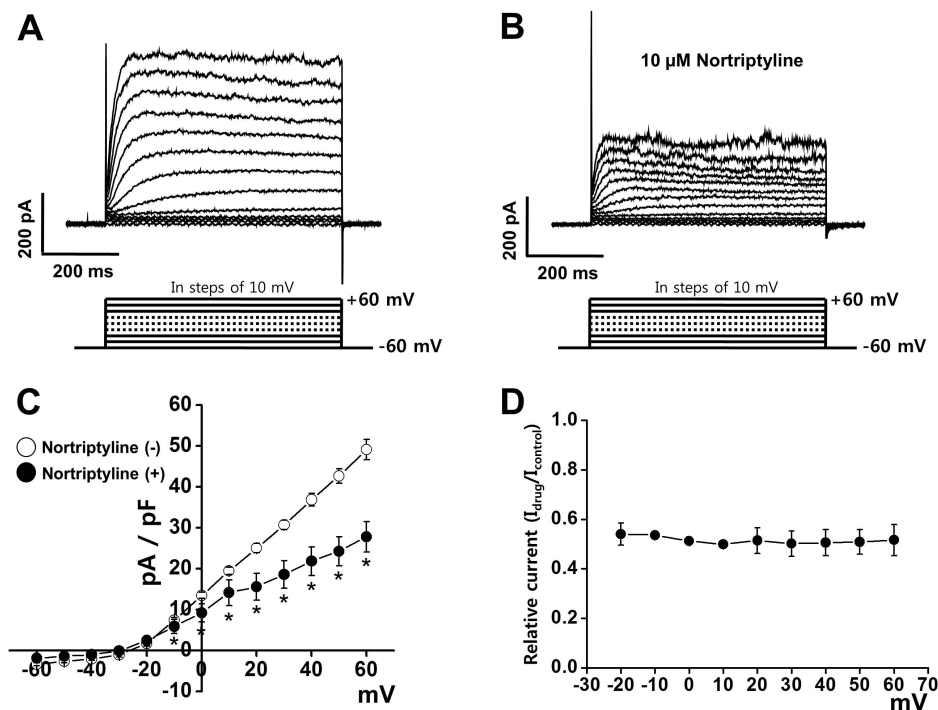 A
200 pA
200 ms
In steps of 10 mV
+60 mV
-60 mV
B
10 µM Nortriptyline
200 pA
200 ms
In steps of 10 mV
+60 mV
-60 mV
C
Nortriptyline (-)
Nortriptyline (+)
pA / pF
60
50
40
30
20
10
0
-10
-60 -40 -20 0 20 40 60
mV
* * * * * * * *
D
Relative current (Idrug/Icontrol)
1.0
0.8
0.6
0.4
0.2
0.0
-30 -20 -10 0 10 20 30 40 50 60 70
mV